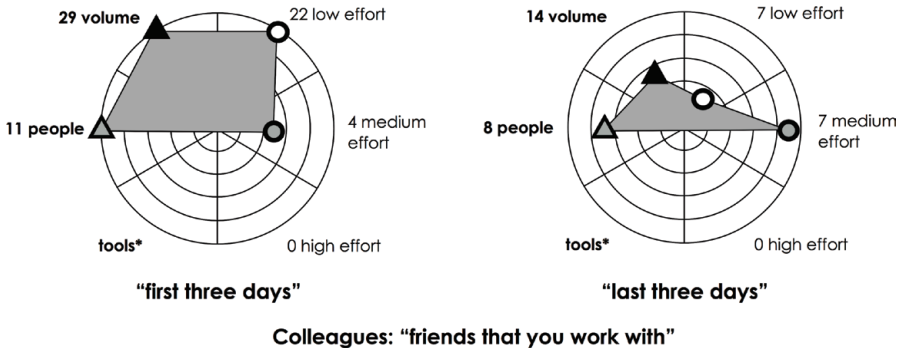 29 volume
22 low effort
11 people
4 medium
effort
tools*
0 high effort
"first three days"
14 volume
7 low effort
8 people
7 medium
effort
tools*
0 high effort
"last three days"
Colleagues: "friends that you work with"